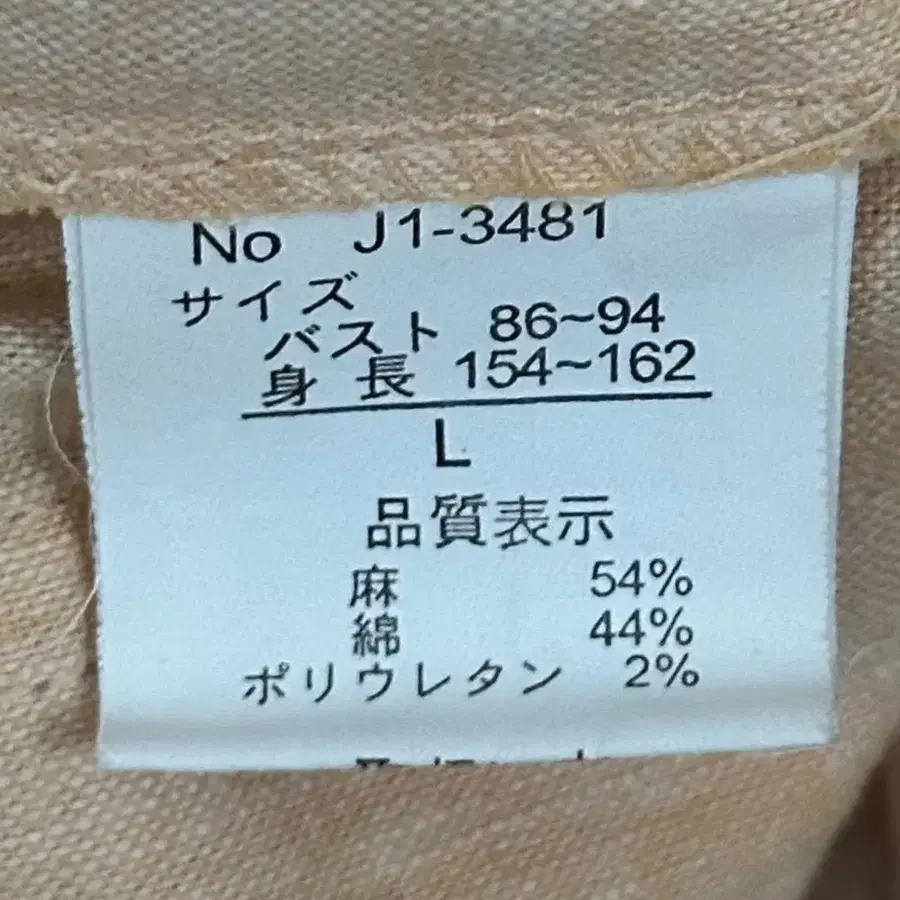 No J1-3481
サイズ
バスト 86~94
身長 154~162
L
品質表示
麻 54%
綿 44%
ポリウレタン 2%